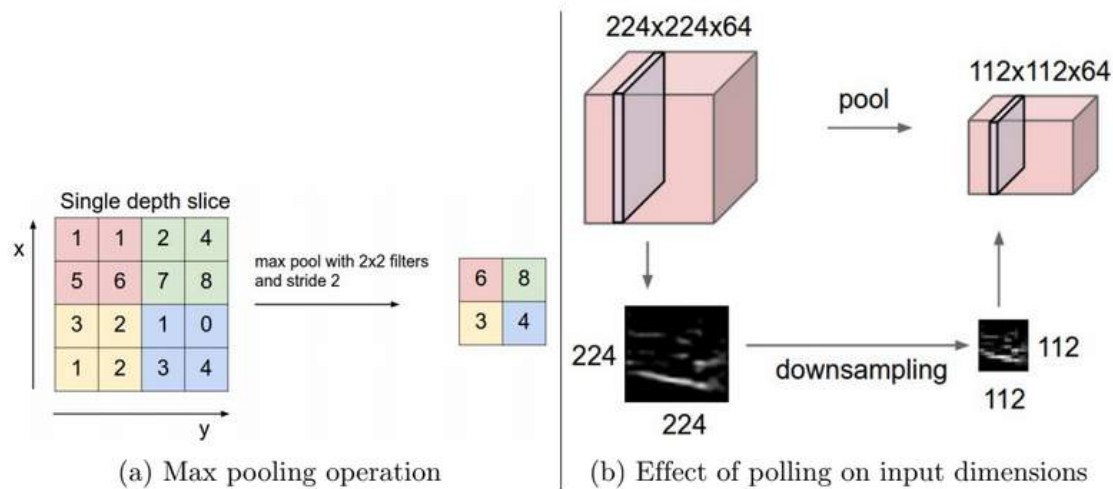 Single depth slice
x
1 1 2 4
5 6 7 8
3 2 1 0
1 2 3 4
y
max pool with 2x2 filters
and stride 2
6 8
3 4
(a) Max pooling operation
224x224x64
pool
112x112x64
224
224
downsampling
112
112
(b) Effect of polling on input dimensions